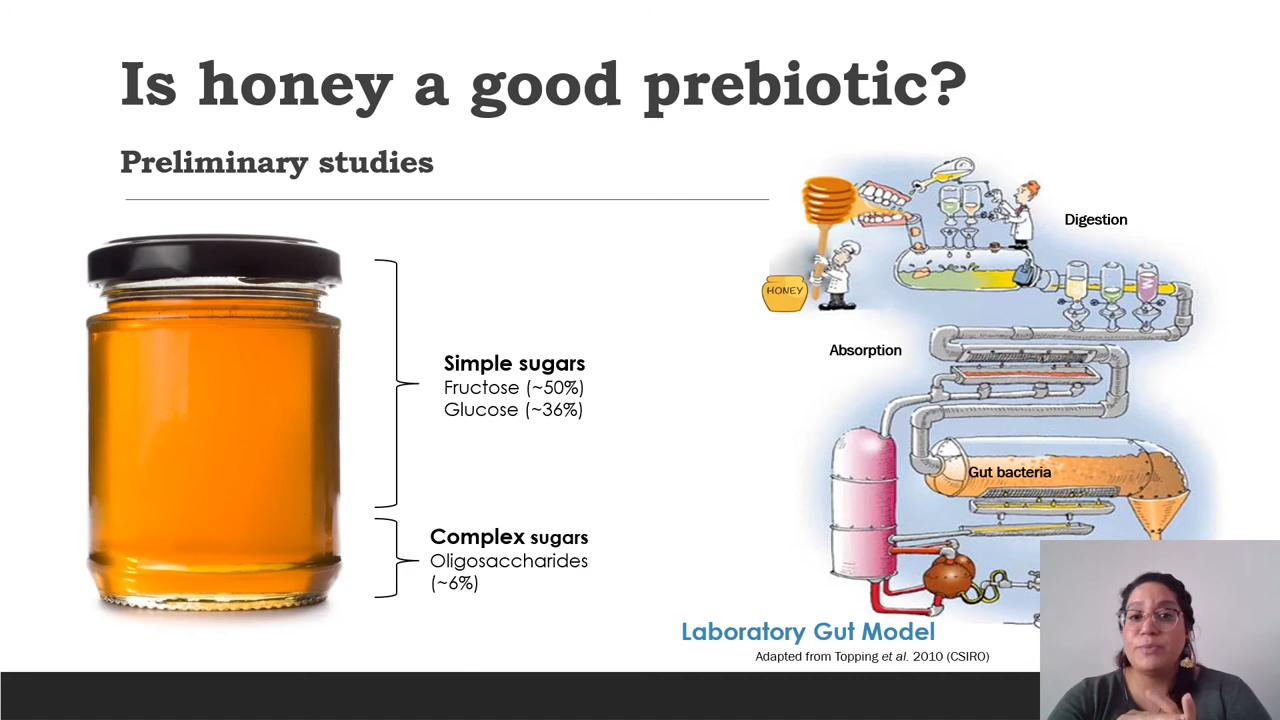 Is honey a good prebiotic?
Preliminary studies
Simple sugars
Fructose (~50%)
Glucose (~36%)
Complex sugars
Oligosaccharides
(~6%)
HONEY
Digestion
Absorption
Gut bacteria
Laboratory Gut Model
Adapted from Topping et al. 2010 (CSIRO)